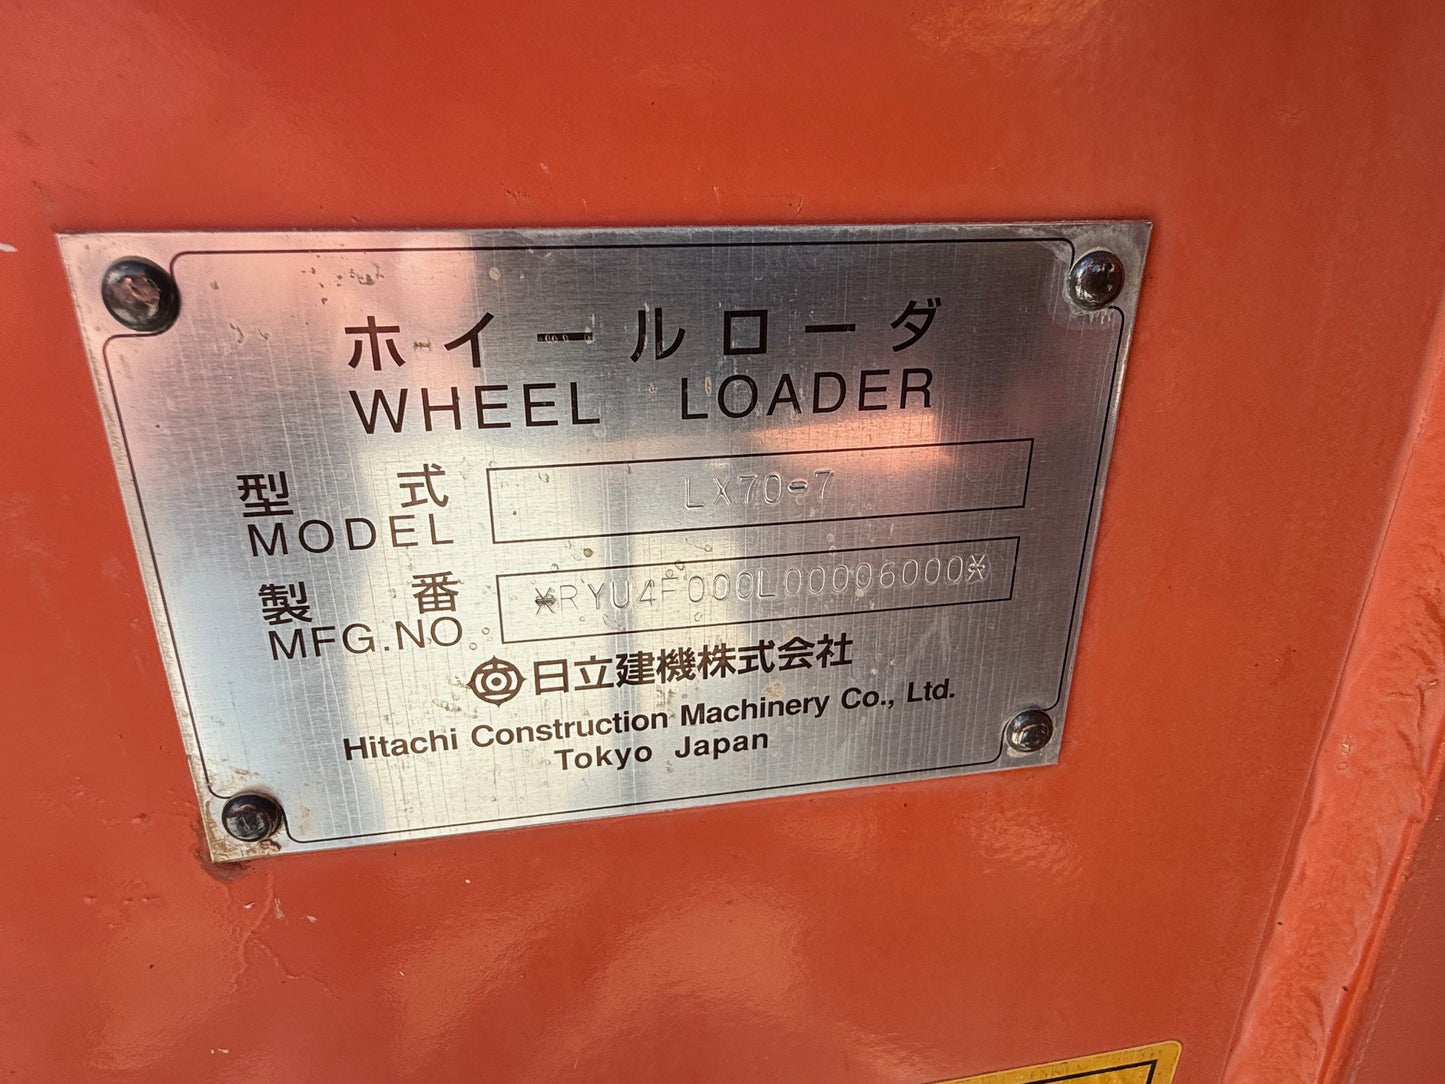 ホイールローダ
WHEEL LOADER
型式 LX70-7
MODEL
製番 *RYU4F000L00006000*
MFG.NO
日立建機株式会社
Hitachi Construction Machinery Co., Ltd.
Tokyo Japan